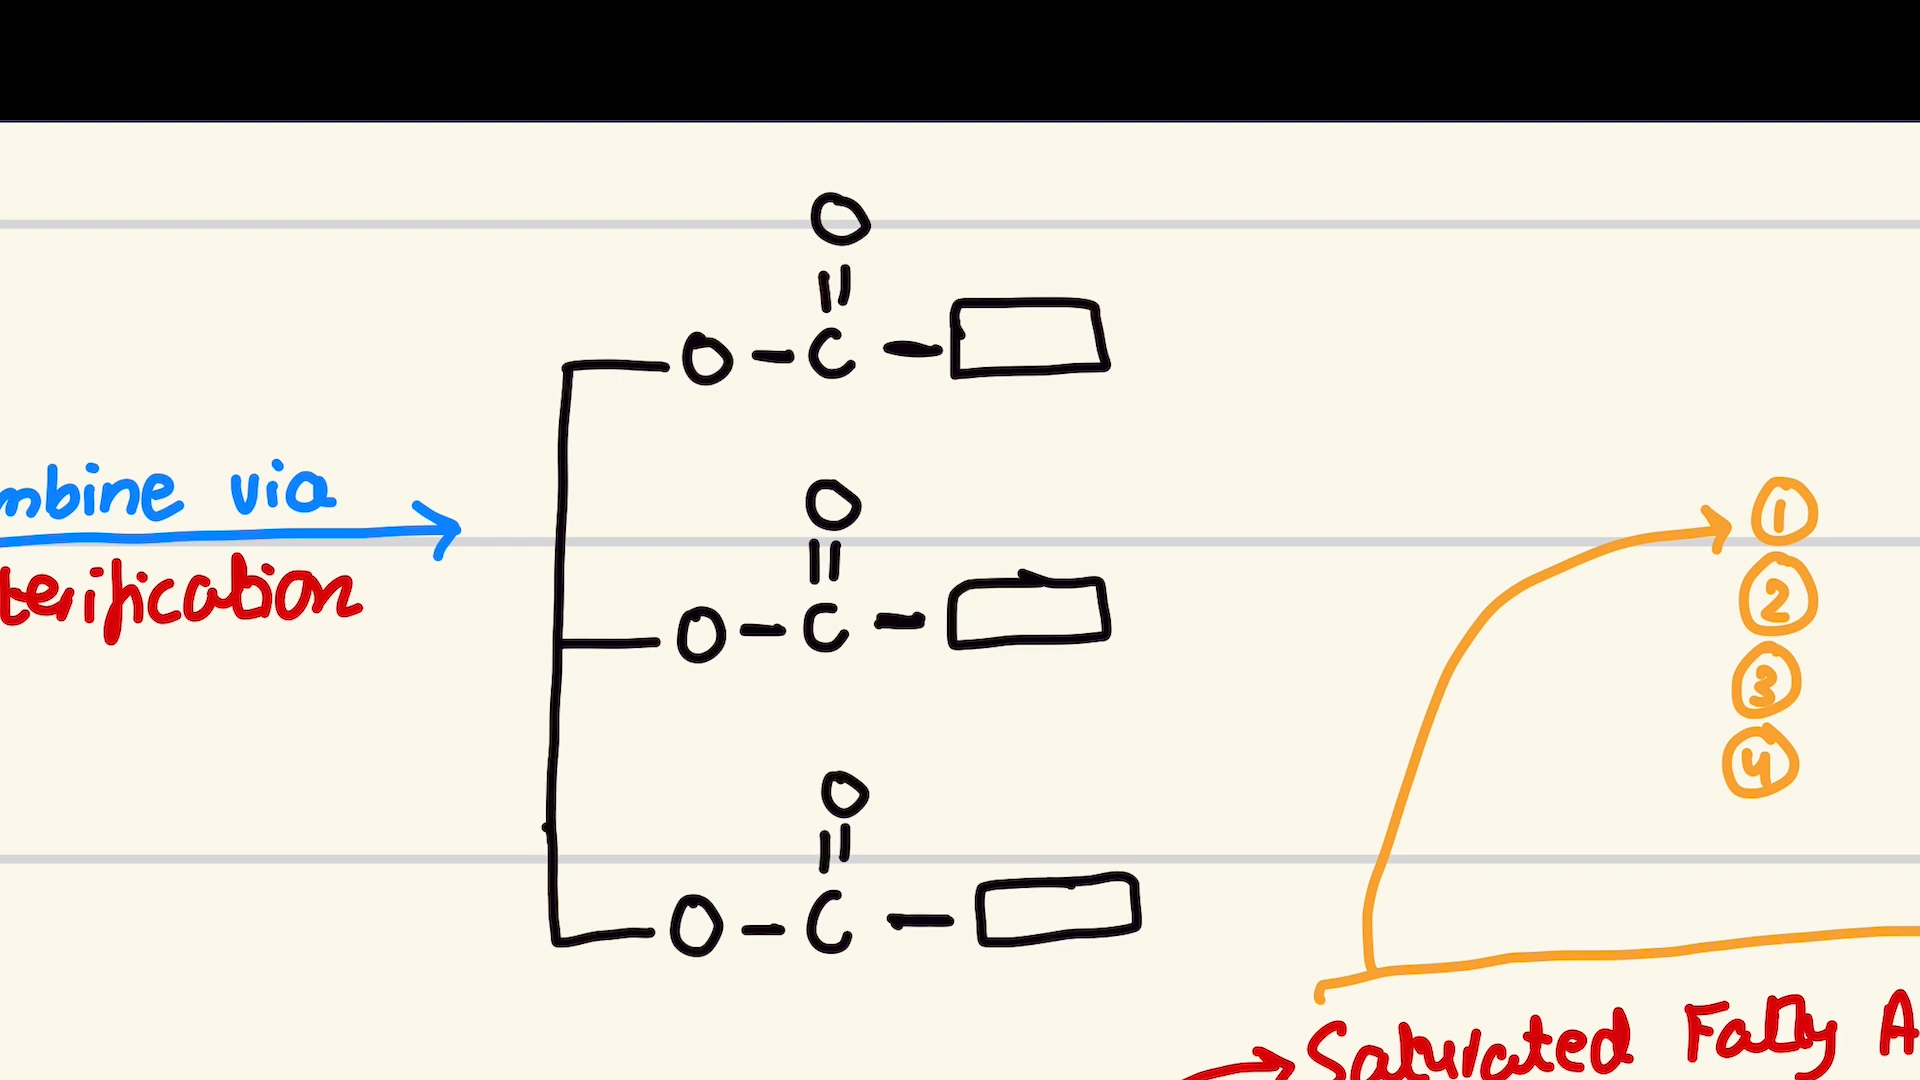 O
||
O - C -
mbine via
terification
O
||
O - C -
O
||
O - C -
1
2
3
4
Saturated Fatty A